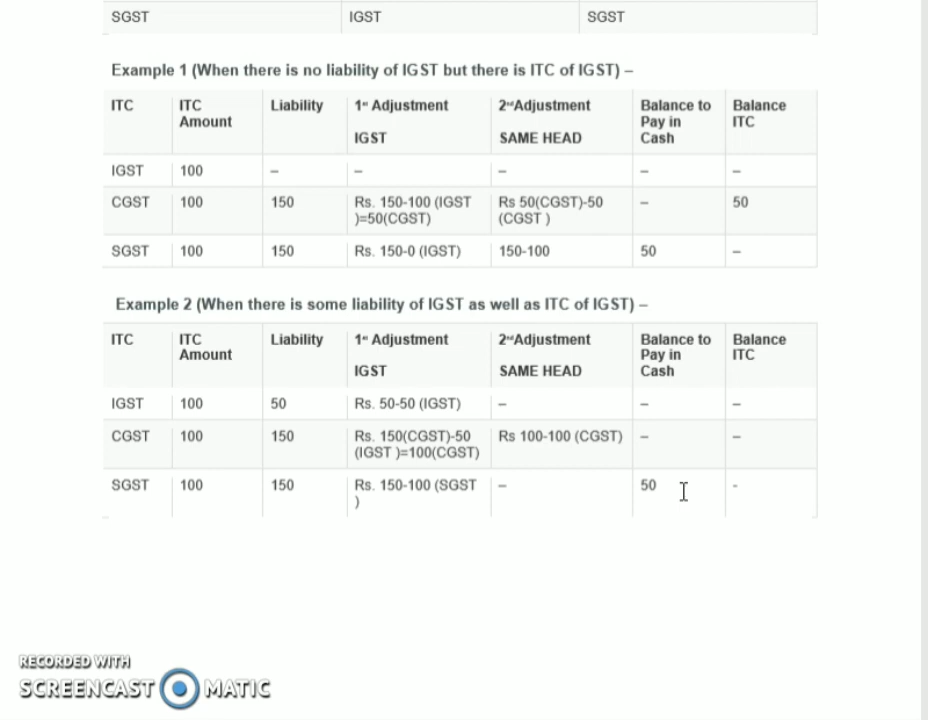 SGST IGST SGST
Example 1 (When there is no liability of IGST but there is ITC of IGST) –
ITC ITC Amount Liability 1st Adjustment IGST 2nd Adjustment SAME HEAD Balance to Pay in Cash Balance ITC
IGST 100 – – – – –
CGST 100 150 Rs. 150-100 (IGST )=50(CGST) Rs 50(CGST)-50 (CGST ) – 50
SGST 100 150 Rs. 150-0 (IGST) 150-100 50 –
Example 2 (When there is some liability of IGST as well as ITC of IGST) –
ITC ITC Amount Liability 1st Adjustment IGST 2nd Adjustment SAME HEAD Balance to Pay in Cash Balance ITC
IGST 100 50 Rs. 50-50 (IGST) – – –
CGST 100 150 Rs. 150(CGST)-50 (IGST )=100(CGST) Rs 100-100 (CGST) – –
SGST 100 150 Rs. 150-100 (SGST ) – 50 -
RECORDED WITH
SCREENCAST MATIC